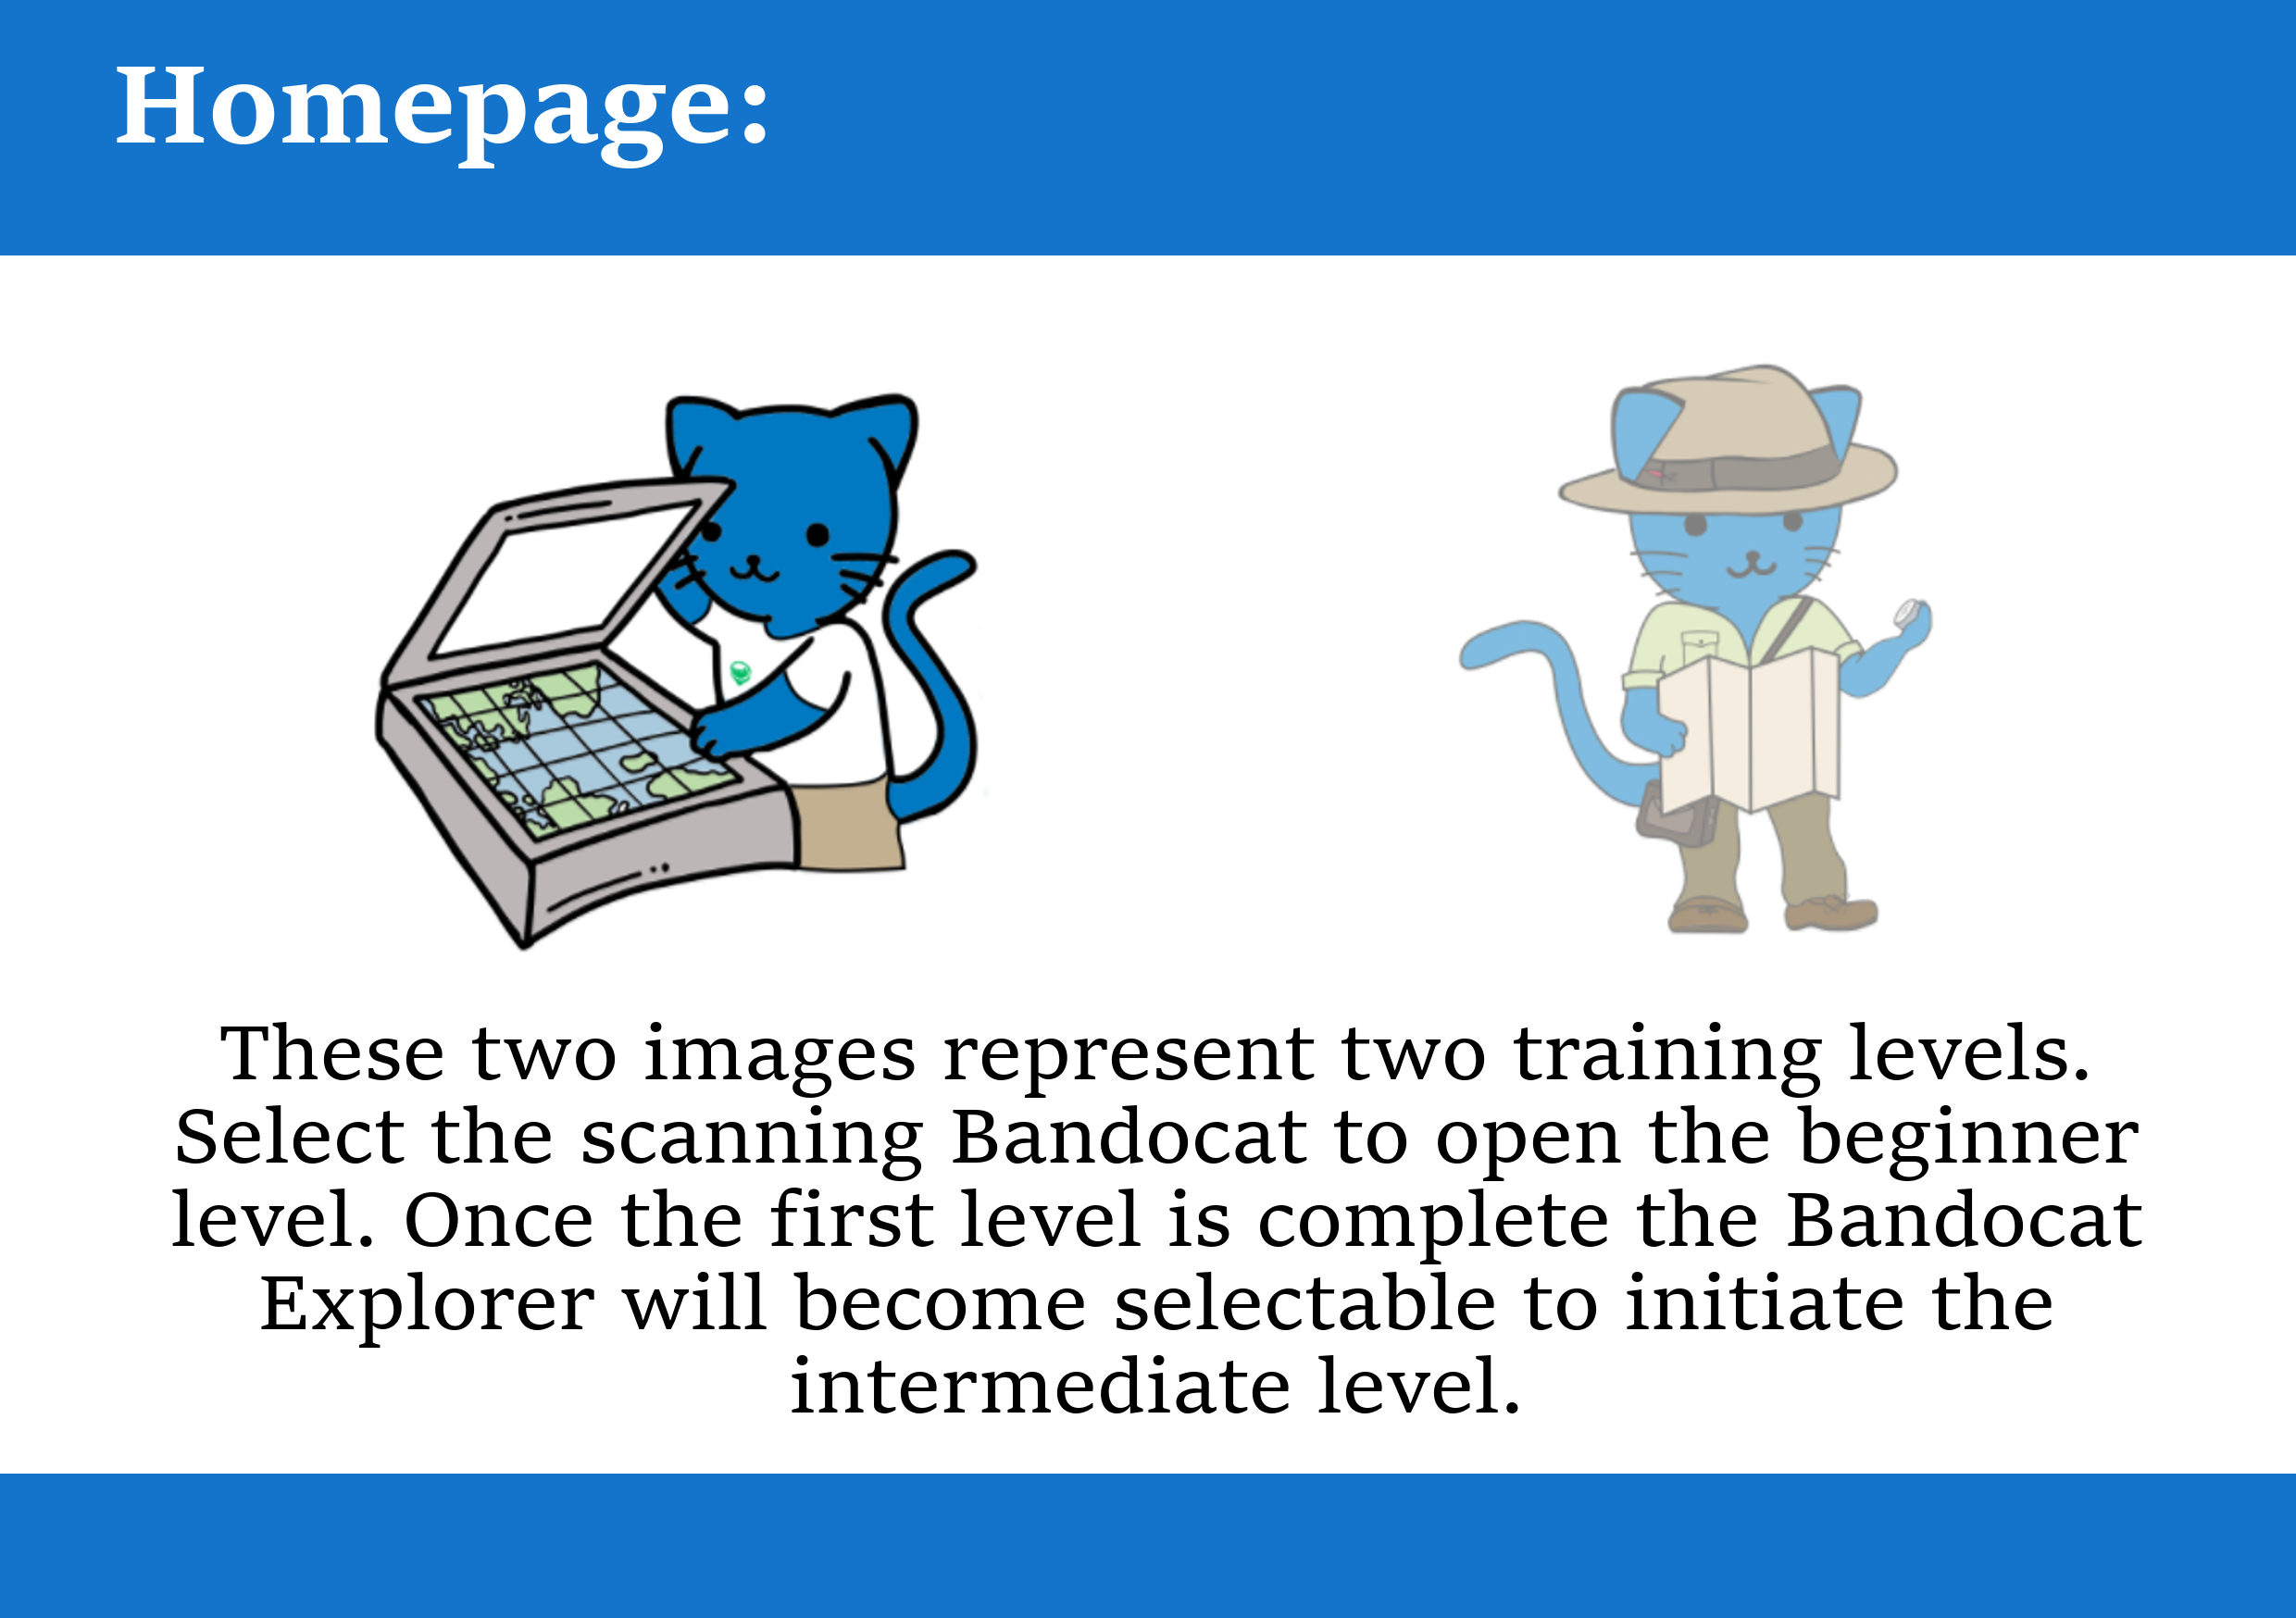 Homepage:
These two images represent two training levels.
Select the scanning Bandocat to open the beginner
level. Once the first level is complete the Bandocat
Explorer will become selectable to initiate the
intermediate level.